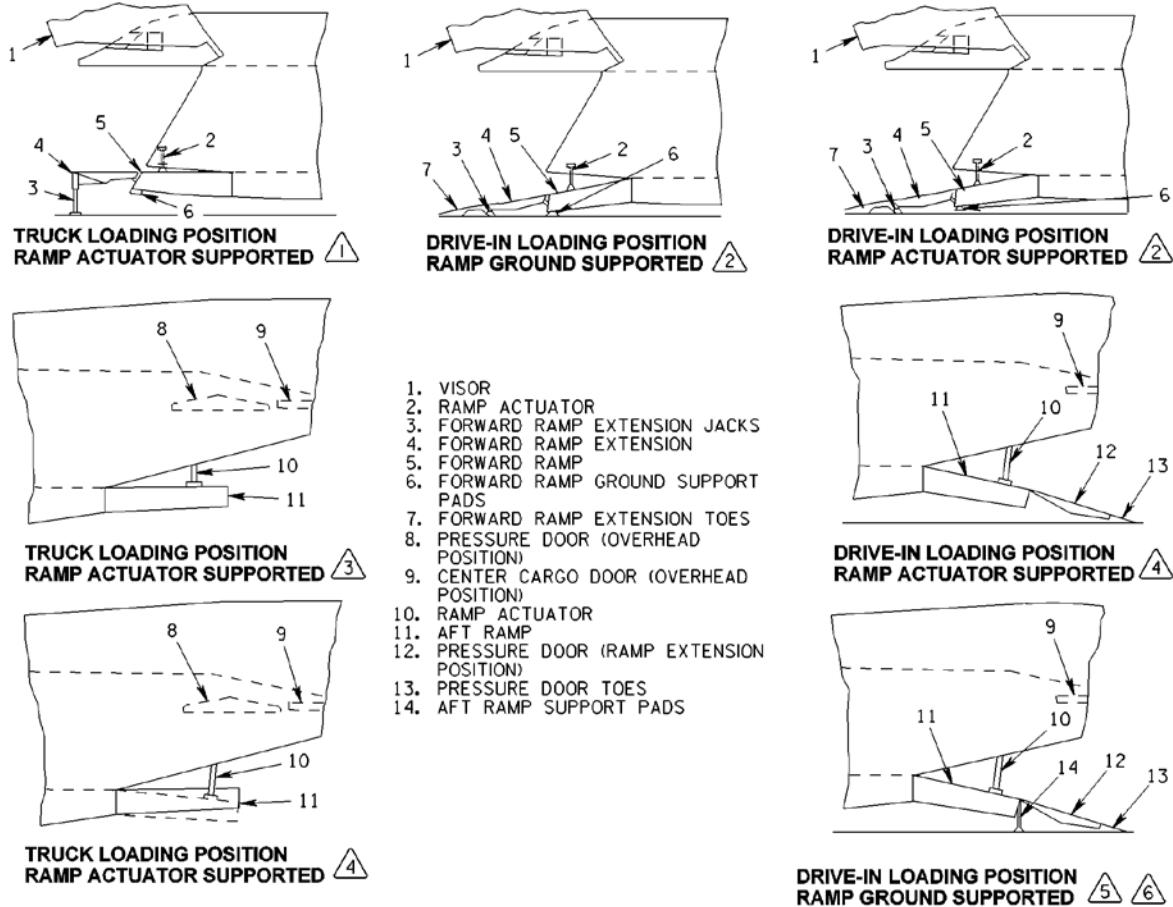 1
2
3
4
5
6
TRUCK LOADING POSITION
RAMP ACTUATOR SUPPORTED 1
1
2
3
4
5
6
7
DRIVE-IN LOADING POSITION
RAMP GROUND SUPPORTED 2
1
2
3
4
5
6
7
DRIVE-IN LOADING POSITION
RAMP ACTUATOR SUPPORTED 2
8
9
10
11
TRUCK LOADING POSITION
RAMP ACTUATOR SUPPORTED 3
1. VISOR
2. RAMP ACTUATOR
3. FORWARD RAMP EXTENSION JACKS
4. FORWARD RAMP EXTENSION
5. FORWARD RAMP
6. FORWARD RAMP GROUND SUPPORT
PADS
7. FORWARD RAMP EXTENSION TOES
8. PRESSURE DOOR (OVERHEAD
POSITION)
9. CENTER CARGO DOOR (OVERHEAD
POSITION)
10. RAMP ACTUATOR
11. AFT RAMP
12. PRESSURE DOOR (RAMP EXTENSION
POSITION)
13. PRESSURE DOOR TOES
14. AFT RAMP SUPPORT PADS
9
10
11
12
13
DRIVE-IN LOADING POSITION
RAMP ACTUATOR SUPPORTED 4
8
9
10
11
TRUCK LOADING POSITION
RAMP ACTUATOR SUPPORTED 4
9
10
11
14
12
13
DRIVE-IN LOADING POSITION
RAMP GROUND SUPPORTED 5 6